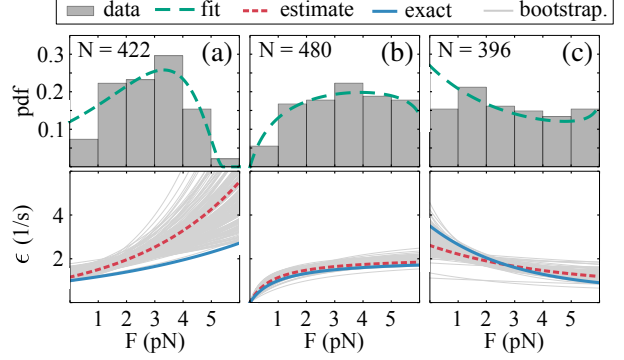 data fit estimate exact bootstrap.
N = 422 (a) N = 480 (b) N = 396 (c)
0.3
0.2
0.1
pdf
4
2
ϵ (1/s)
1 2 3 4 5 1 2 3 4 5 1 2 3 4 5
F (pN) F (pN) F (pN)